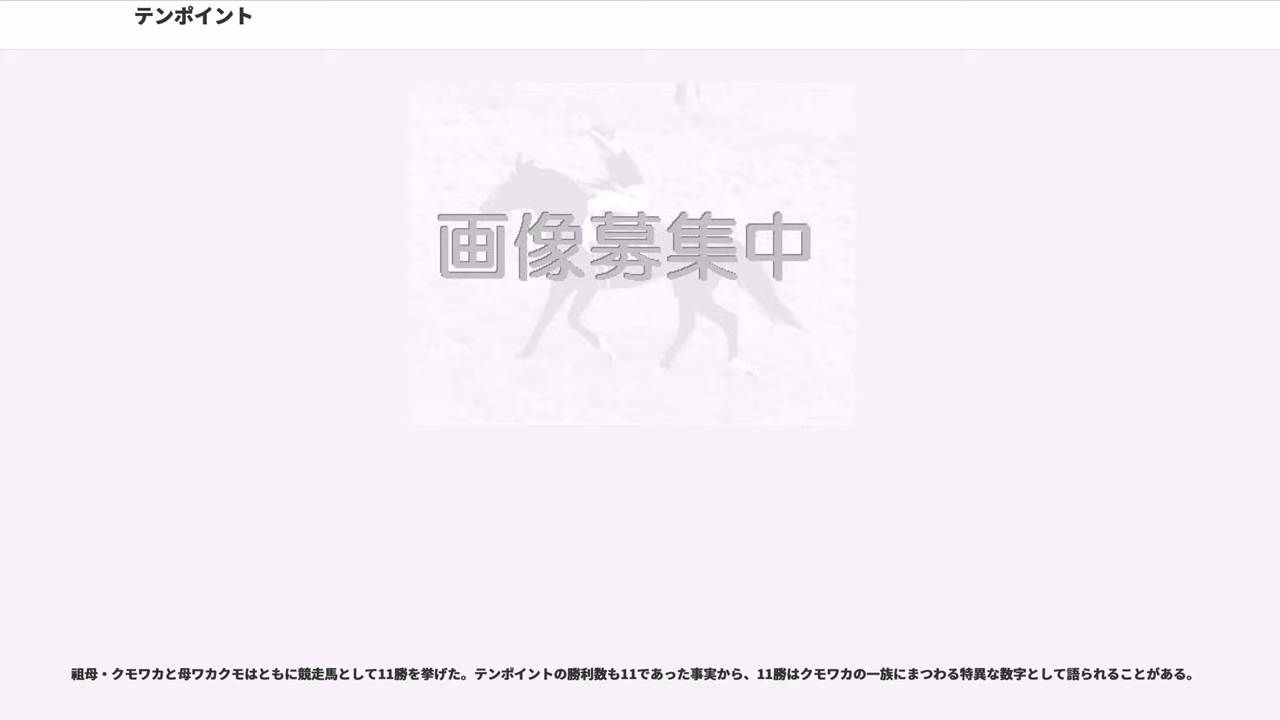 テンポイント
画像募集中
祖母・クモワカと母ワカクモはともに競走馬として11勝を挙げた。テンポイントの勝利数も11であった事実から、11勝はクモワカの一族にまつわる特異な数字として語られることがある。